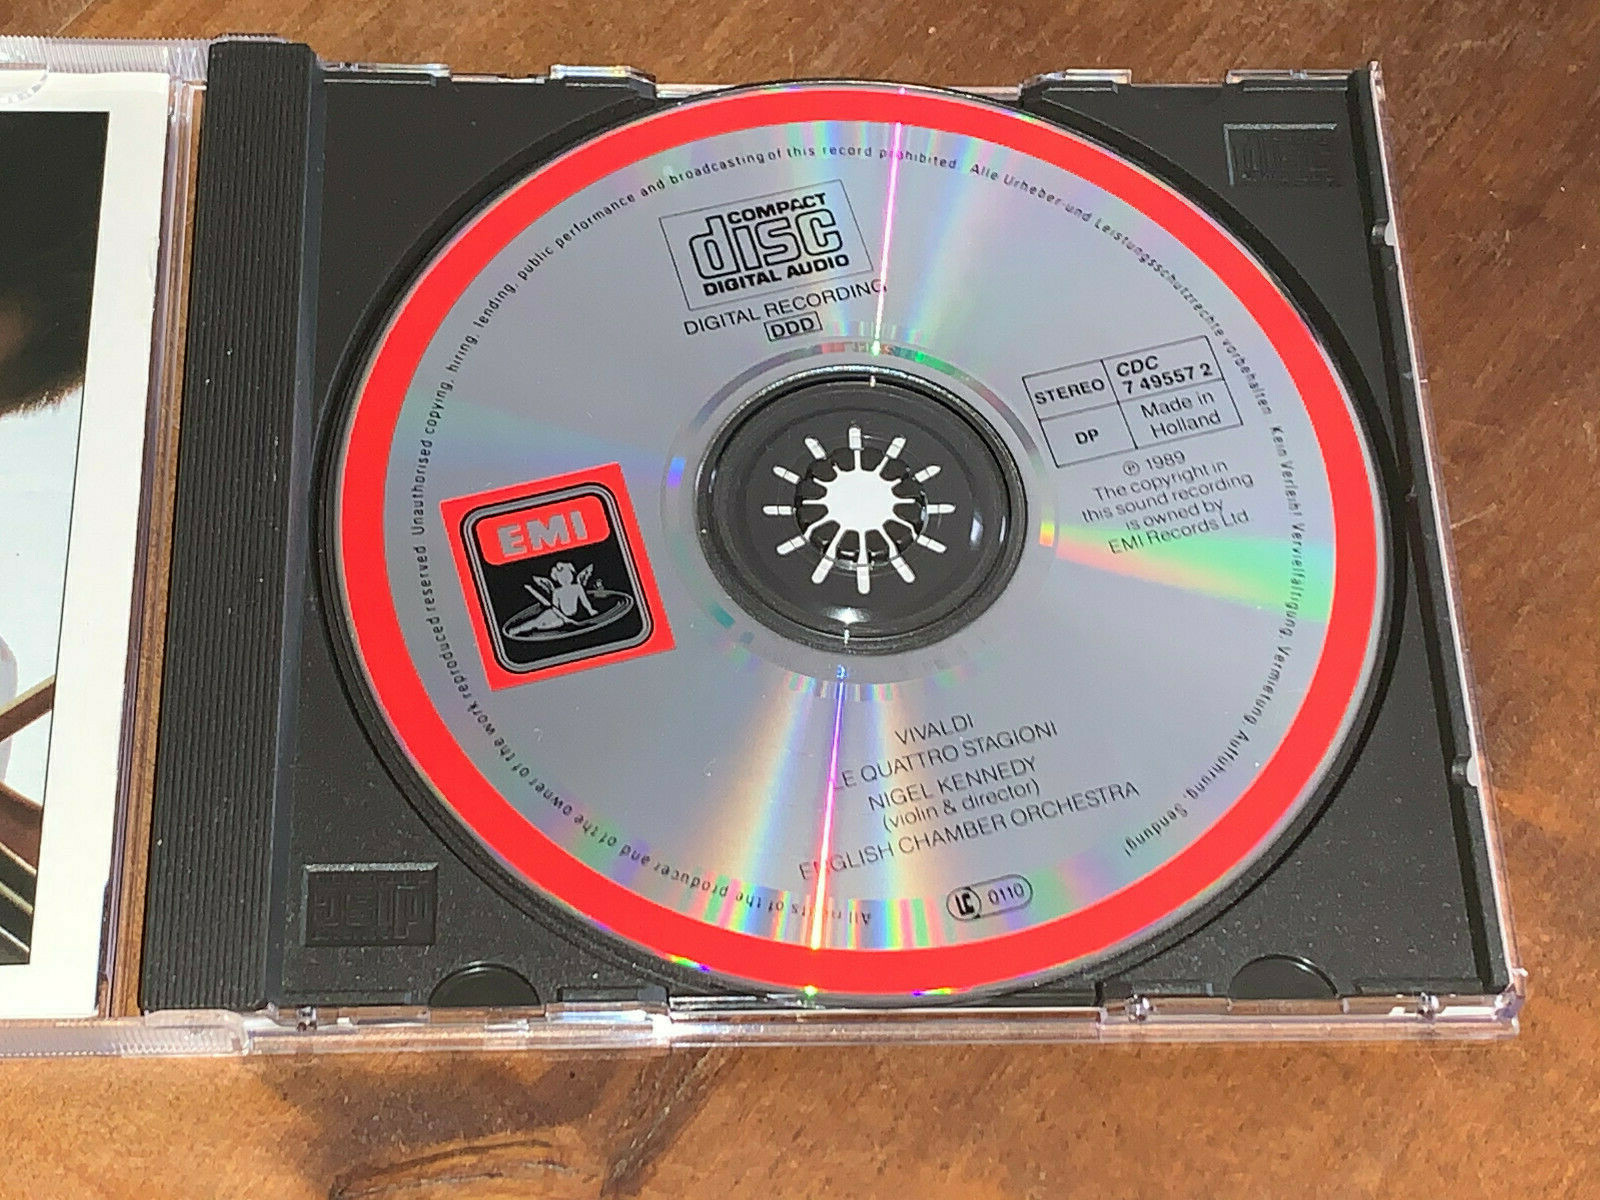 COMPACT
disc
DIGITAL AUDIO
DIGITAL RECORDING
DDD
STEREO
CDC
7 49557 2
DP
Made in
Holland
℗ 1989
The copyright in
this sound recording
is owned by
EMI Records Ltd.
EMI
VIVALDI
LE QUATTRO STAGIONI
NIGEL KENNEDY
(violin & director)
ENGLISH CHAMBER ORCHESTRA
LC 0110
All rights of the producer and of the owner of the work reproduced reserved Unauthorised copying, hiring, lending, public performance and broadcasting of this record prohibited Alle Urheber- und Leistungsschutzrechte vorbehalten Kein Verleih! Vervielfältigung, Vermietung, Aufführung, Sendung!
disc
disc